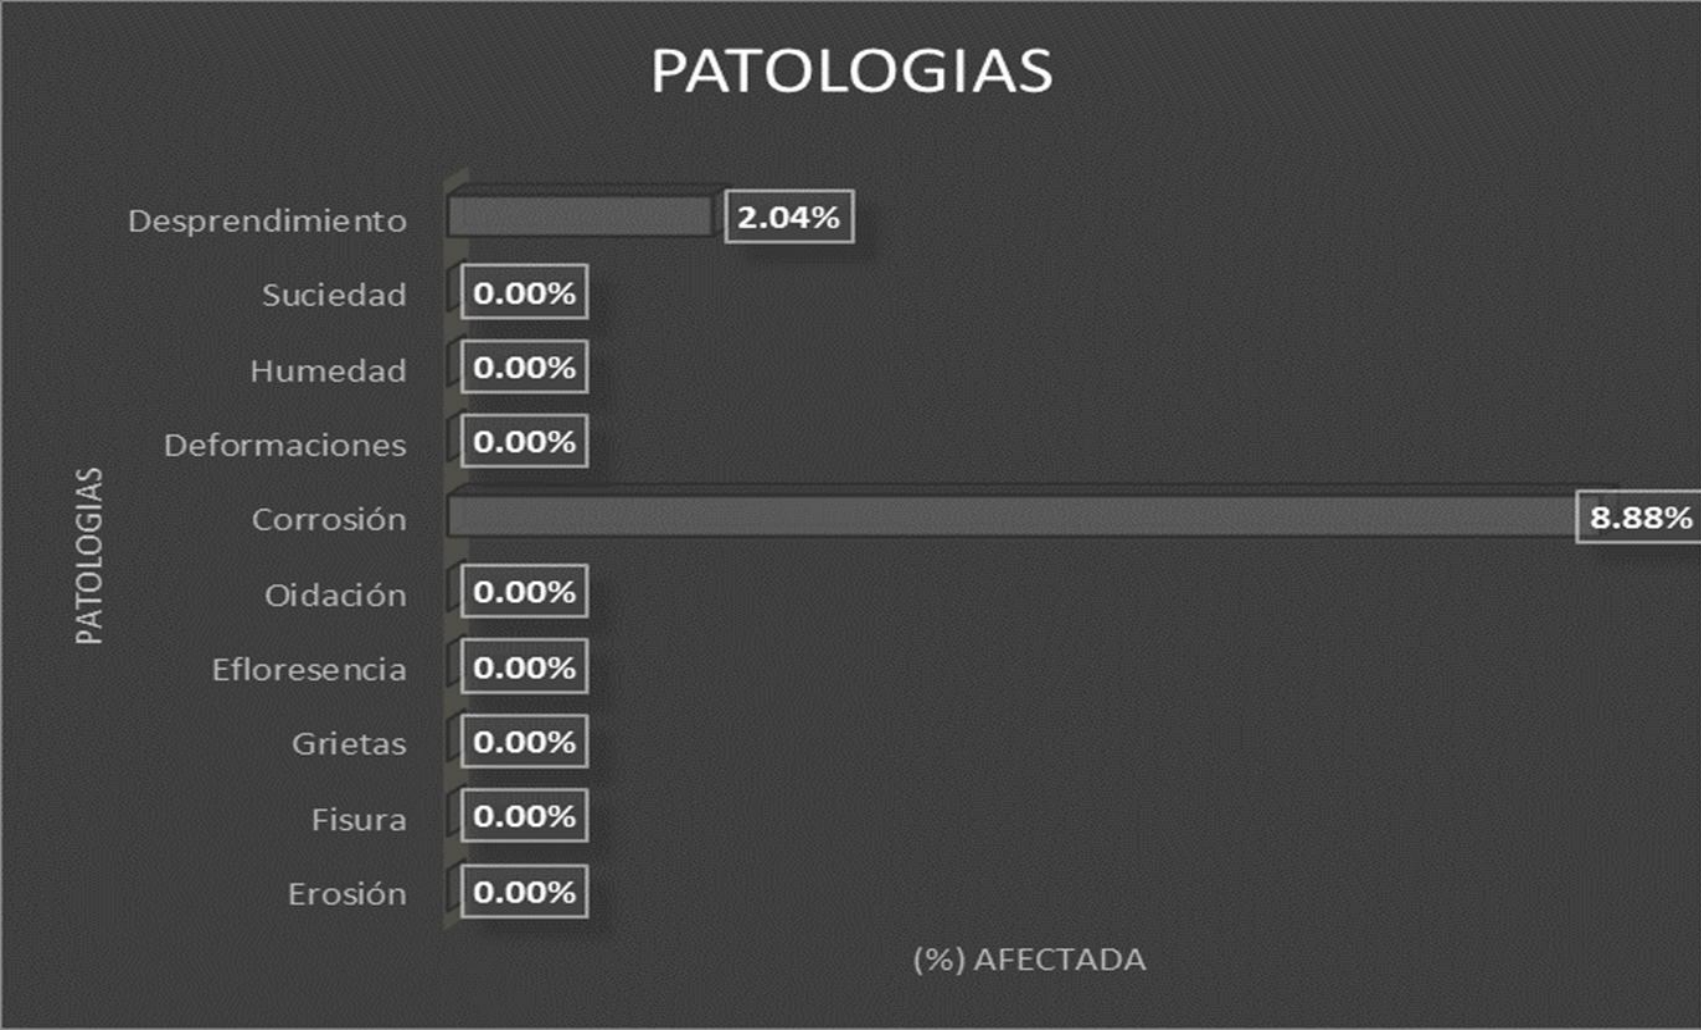 PATOLOGIAS
Desprendimiento 2.04%
Suciedad 0.00%
Humedad 0.00%
Deformaciones 0.00%
Corrosión 8.88%
Oidación 0.00%
Efloresencia 0.00%
Grietas 0.00%
Fisura 0.00%
Erosión 0.00%
PATOLOGIAS
(%) AFECTADA